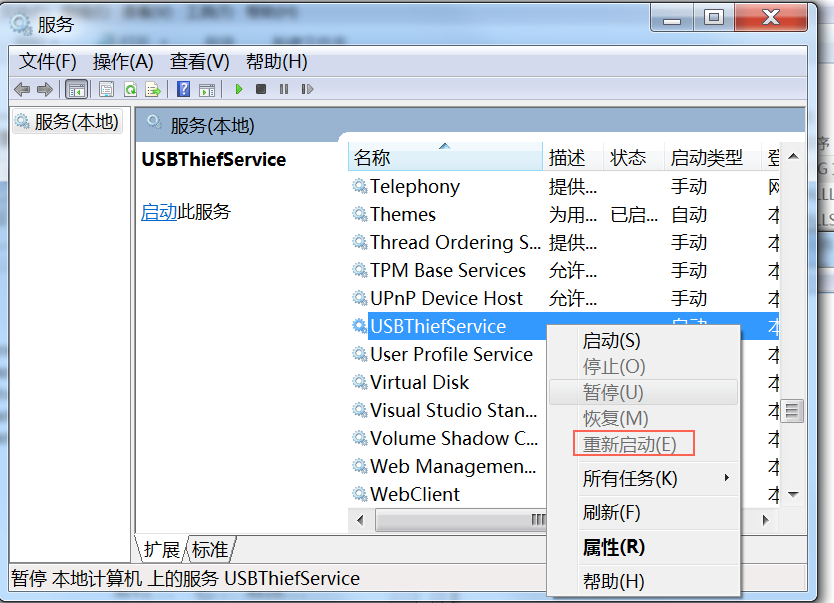 服务
文件(F) 操作(A) 查看(V) 帮助(H)
服务(本地)
服务(本地)
USBThiefService
启动此服务
名称 描述 状态 启动类型
Telephony 提供... 手动
Themes 为用... 已启... 自动 本
Thread Ordering S... 提供... 手动 本
TPM Base Services 允许... 手动 本
UPnP Device Host 允许... 手动 本
USBThiefService 自动 本
User Profile Service 本
Virtual Disk 本
Visual Studio Stan... 本
Volume Shadow C... 本
Web Managemen... 本
WebClient 本
启动(S)
停止(O)
暂停(U)
恢复(M)
重新启动(E)
所有任务(K)
刷新(F)
属性(R)
帮助(H)
扩展 标准
暂停 本地计算机 上的服务 USBThiefService